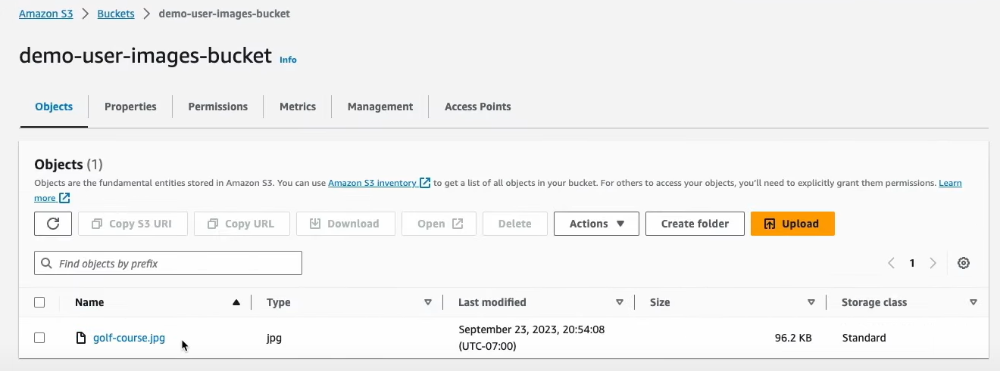 Amazon S3 > Buckets > demo-user-images-bucket
demo-user-images-bucket Info
Objects Properties Permissions Metrics Management Access Points
Objects (1)
Objects are the fundamental entities stored in Amazon S3. You can use Amazon S3 inventory to get a list of all objects in your bucket. For others to access your objects, you'll need to explicitly grant them permissions. Learn
more
Copy S3 URI Copy URL Download Open Delete Actions Create folder Upload
Find objects by prefix 1
Name Type Last modified Size Storage class
golf-course.jpg jpg September 23, 2023, 20:54:08 96.2 KB Standard
(UTC-07:00)